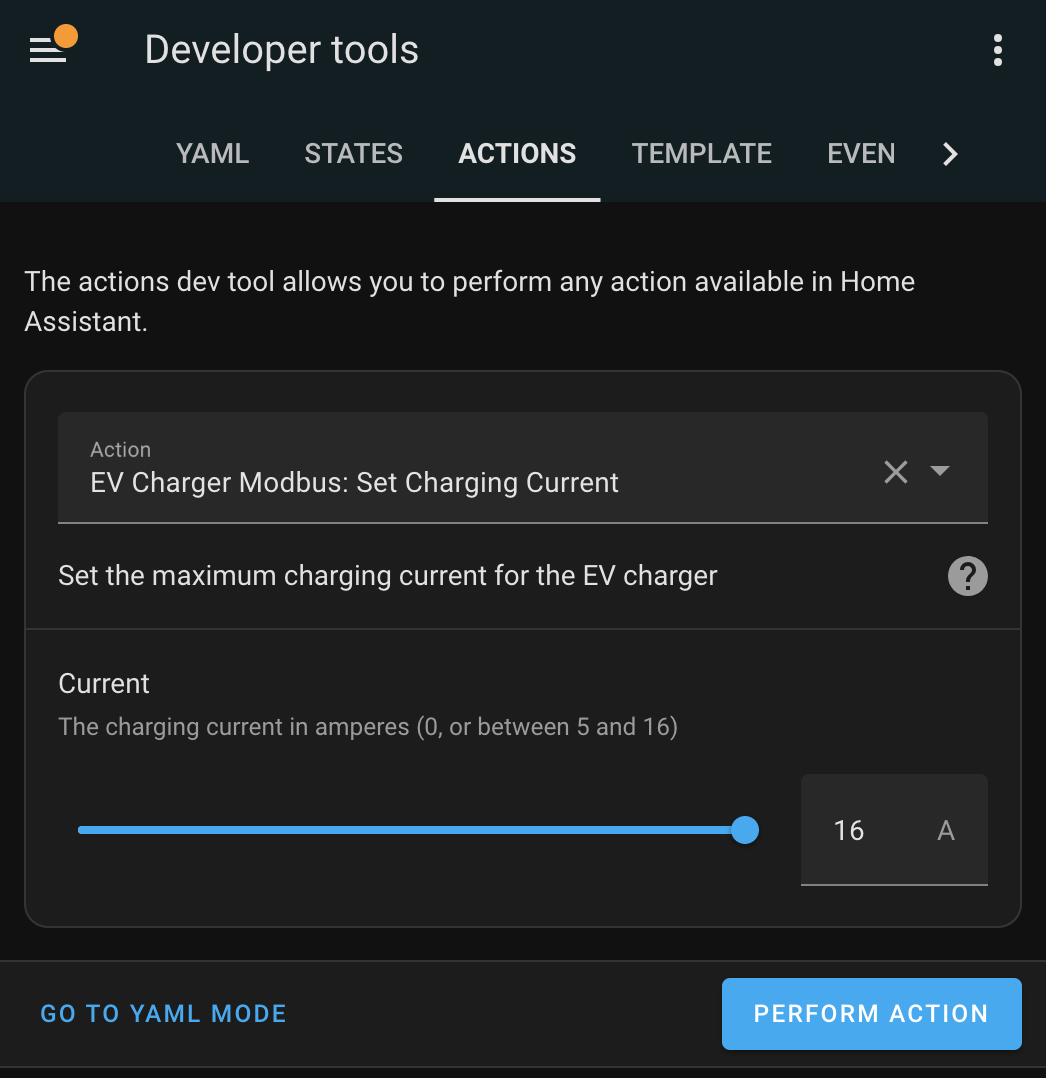 Developer tools
YAML STATES ACTIONS TEMPLATE EVEN
The actions dev tool allows you to perform any action available in Home
Assistant.
Action
EV Charger Modbus: Set Charging Current
Set the maximum charging current for the EV charger
?
Current
The charging current in amperes (0, or between 5 and 16)
16 A
GO TO YAML MODE
PERFORM ACTION